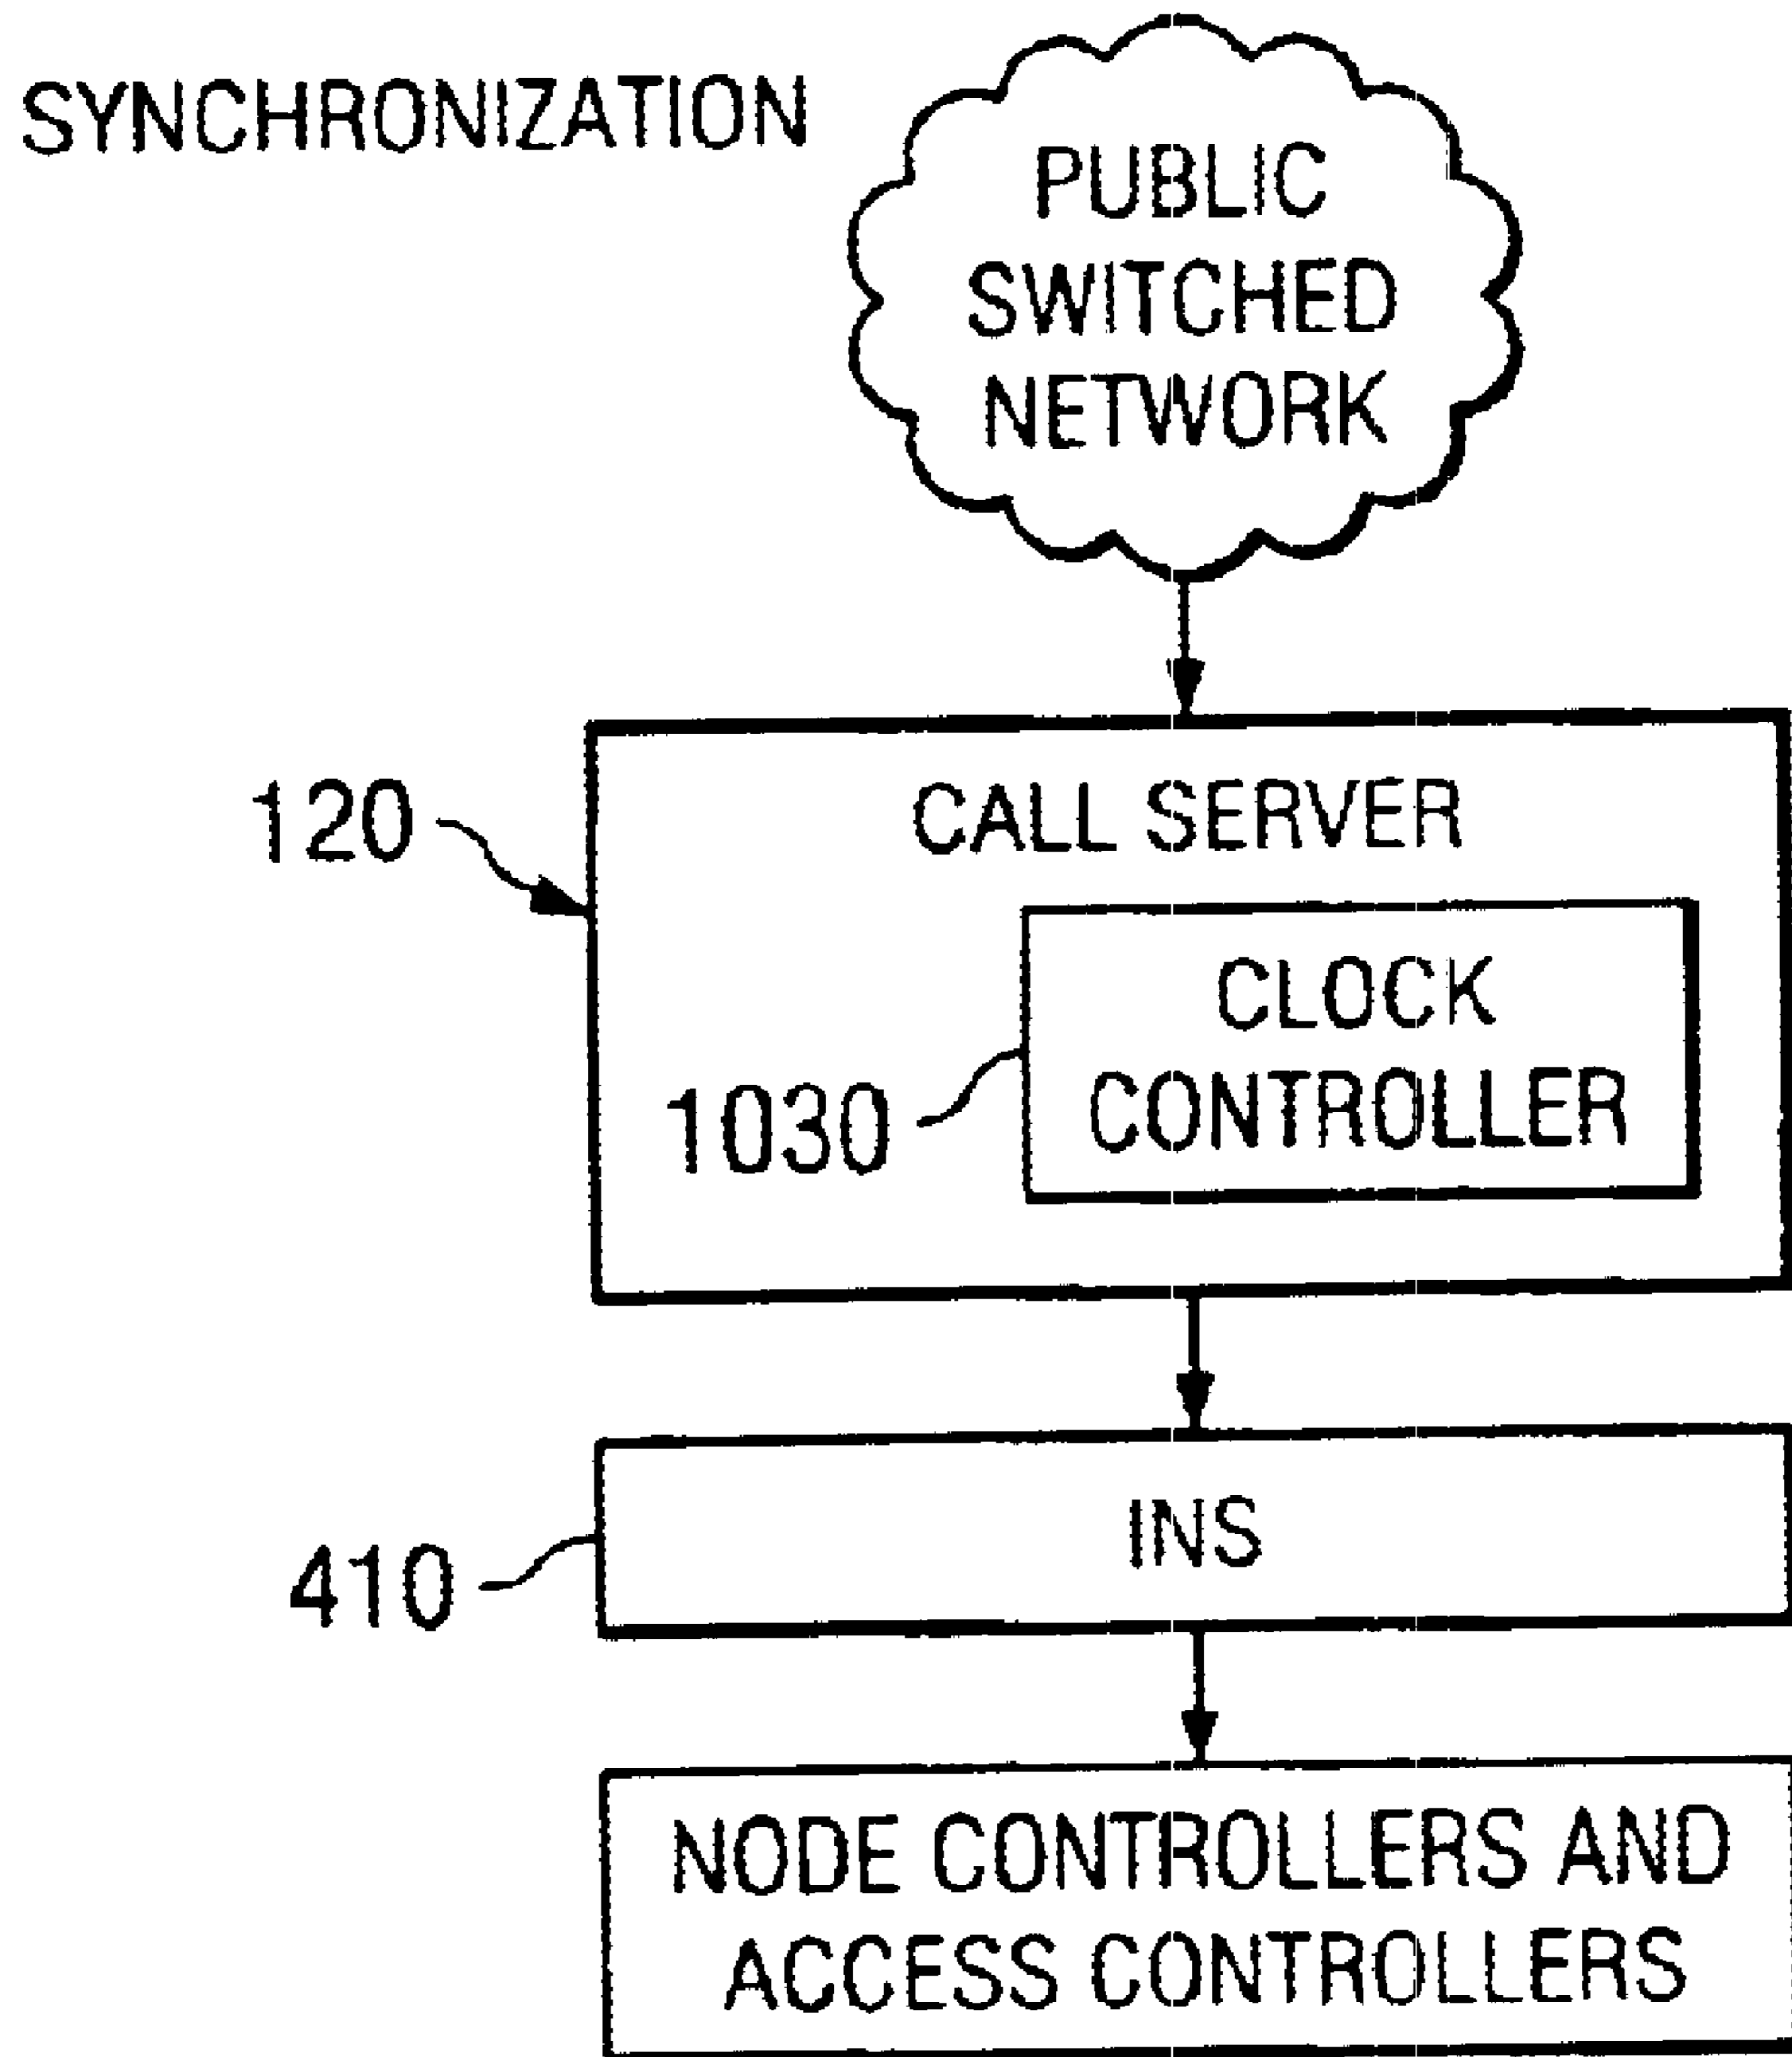 SYNCHRONIZATION
PUBLIC
SWITCHED
NETWORK
120
CALL SERVER
CLOCK
CONTROLLER
1030
INS
410
NODE CONTROLLERS AND
ACCESS CONTROLLERS